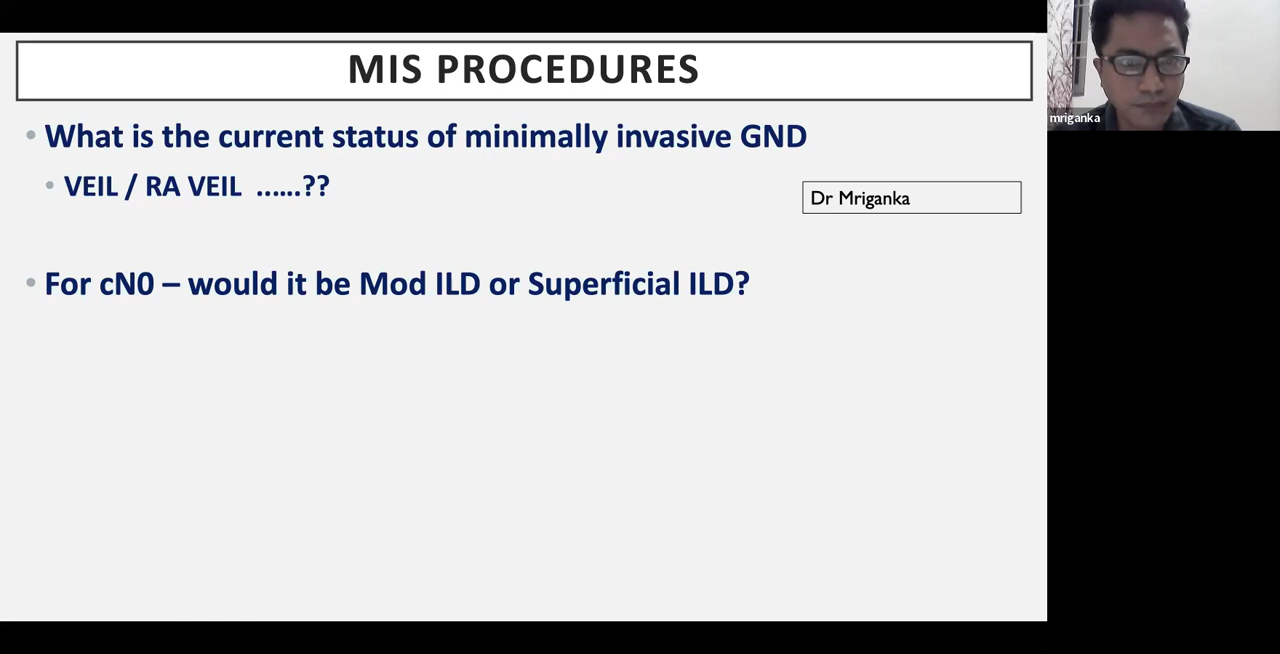 MIS PROCEDURES
• What is the current status of minimally invasive GND
• VEIL / RA VEIL ......??
Dr Mriganka
• For cN0 – would it be Mod ILD or Superficial ILD?
mriganka